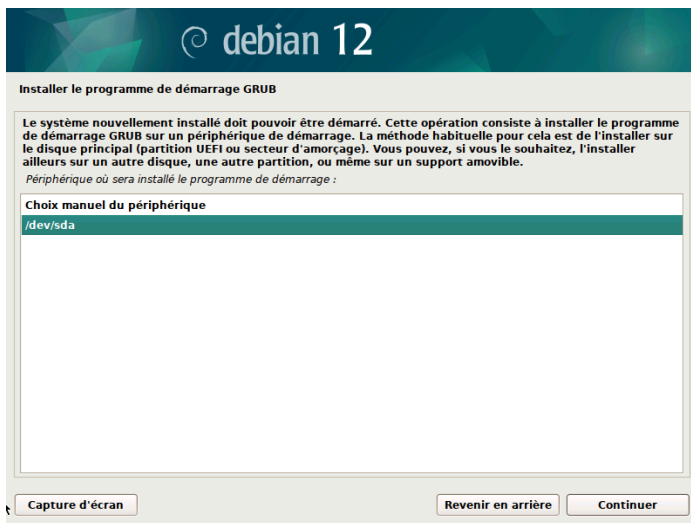 debian 12
Installer le programme de démarrage GRUB
Le système nouvellement installé doit pouvoir être démarré. Cette opération consiste à installer le programme
de démarrage GRUB sur un périphérique de démarrage. La méthode habituelle pour cela est de l'installer sur
le disque principal (partition UEFI ou secteur d'amorçage). Vous pouvez, si vous le souhaitez, l'installer
ailleurs sur un autre disque, une autre partition, ou même sur un support amovible.
Périphérique où sera installé le programme de démarrage :
Choix manuel du périphérique
/dev/sda
Capture d'écran
Revenir en arrière
Continuer